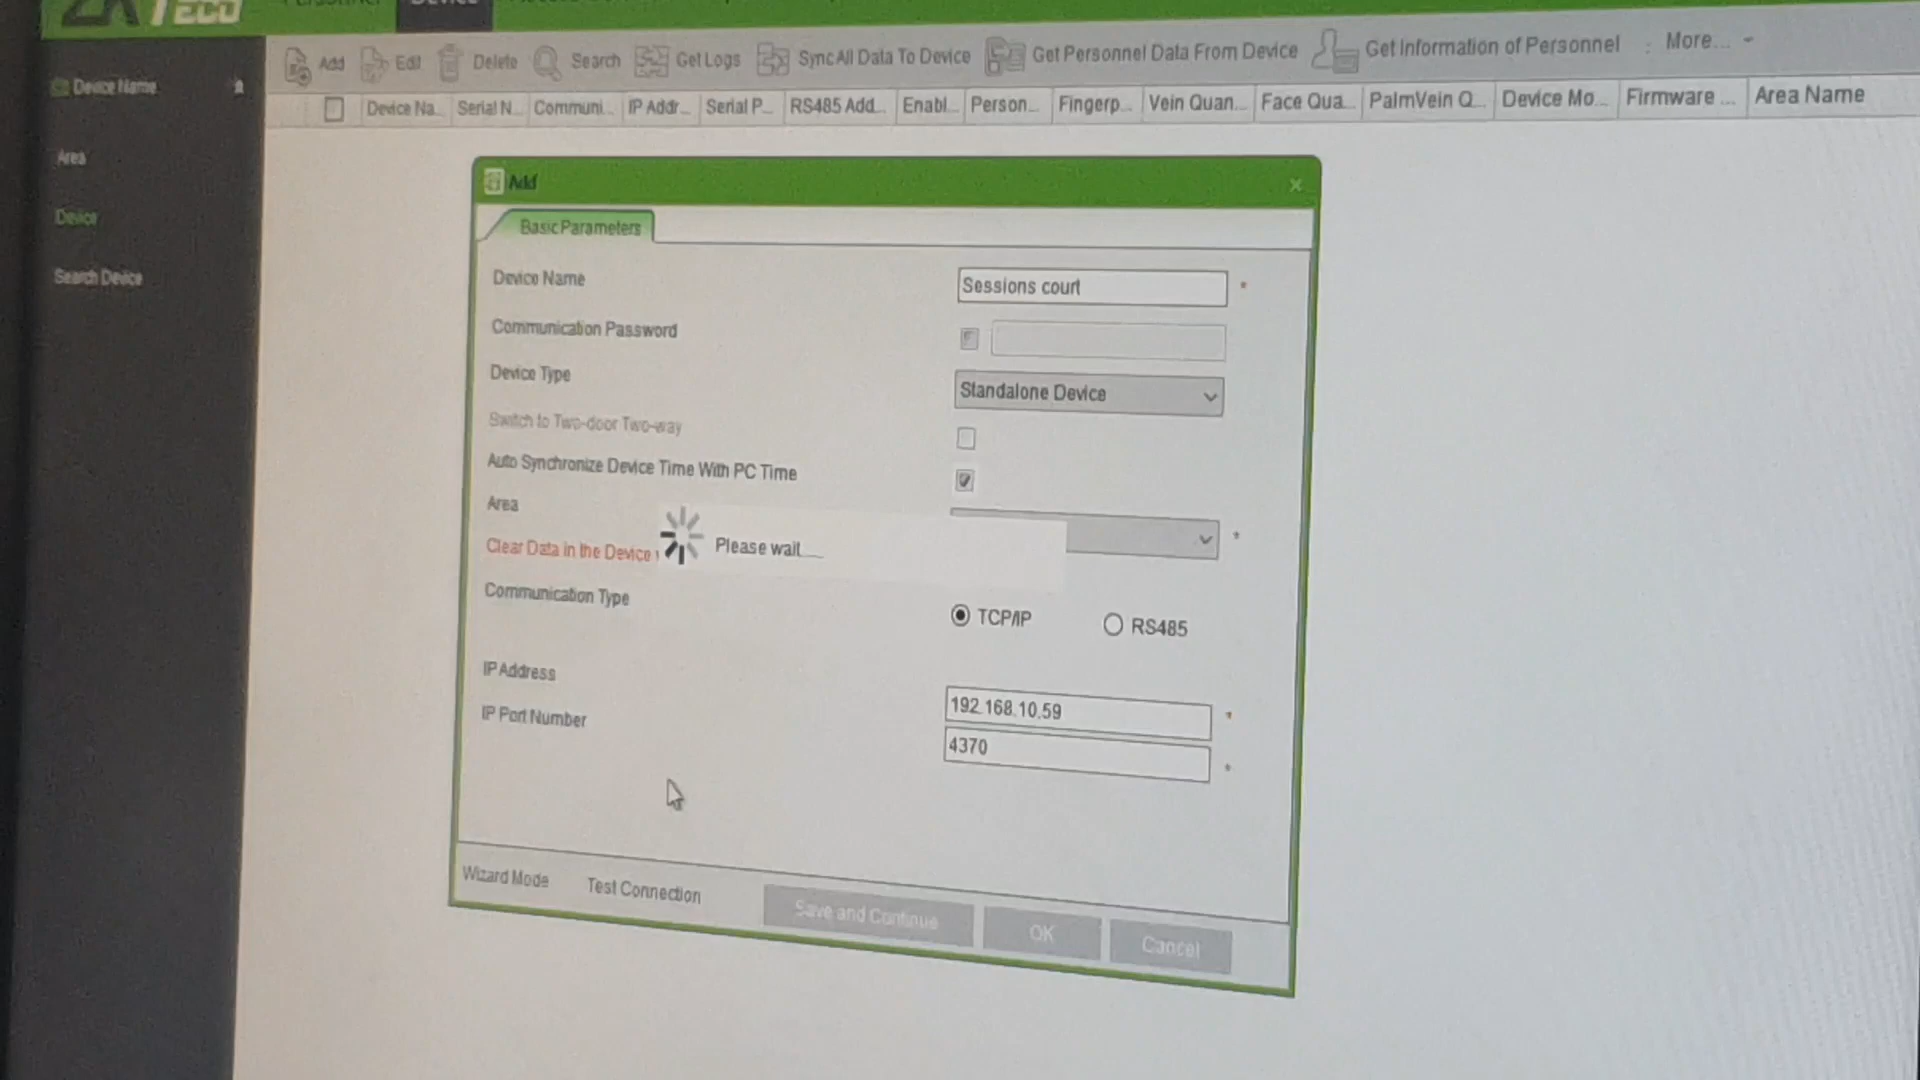 ZKTeco
Device
Add Edit Delete Search Get Logs Sync All Data To Device Get Personnel Data From Device Get Information of Personnel More...
Device Name
Device Na... Serial N... Communi... IP Addr... Serial P... RS485 Add... Enabl... Person... Fingerp... Vein Quan... Face Qua... PalmVein Q... Device Mo... Firmware ... Area Name
Area
Device
Search Device
Add
Basic Parameters
Device Name Sessions court *
Communication Password
Device Type Standalone Device
Switch to Two-door Two-way
Auto Synchronize Device Time With PC Time
Area *
Clear Data in the Device
Please wait......
Communication Type TCP/IP RS485
IP Address 192.168.10.59 *
IP Port Number 4370 *
Wizard Mode Test Connection Save and Continue OK Cancel